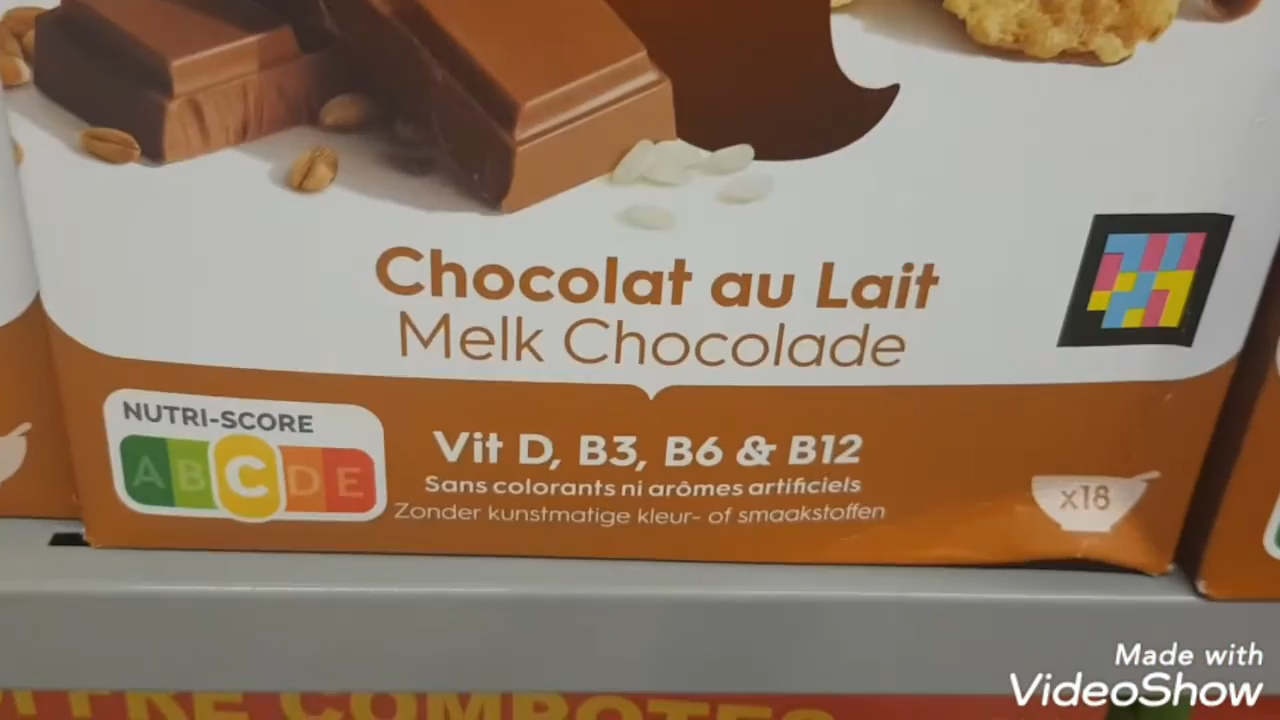 Chocolat au Lait
Melk Chocolade
NUTRI-SCORE
A B C D E
Vit D, B3, B6 & B12
Sans colorants ni arômes artificiels
Zonder kunstmatige kleur- of smaakstoffen
x18
COMPOTES
Made with
VideoShow